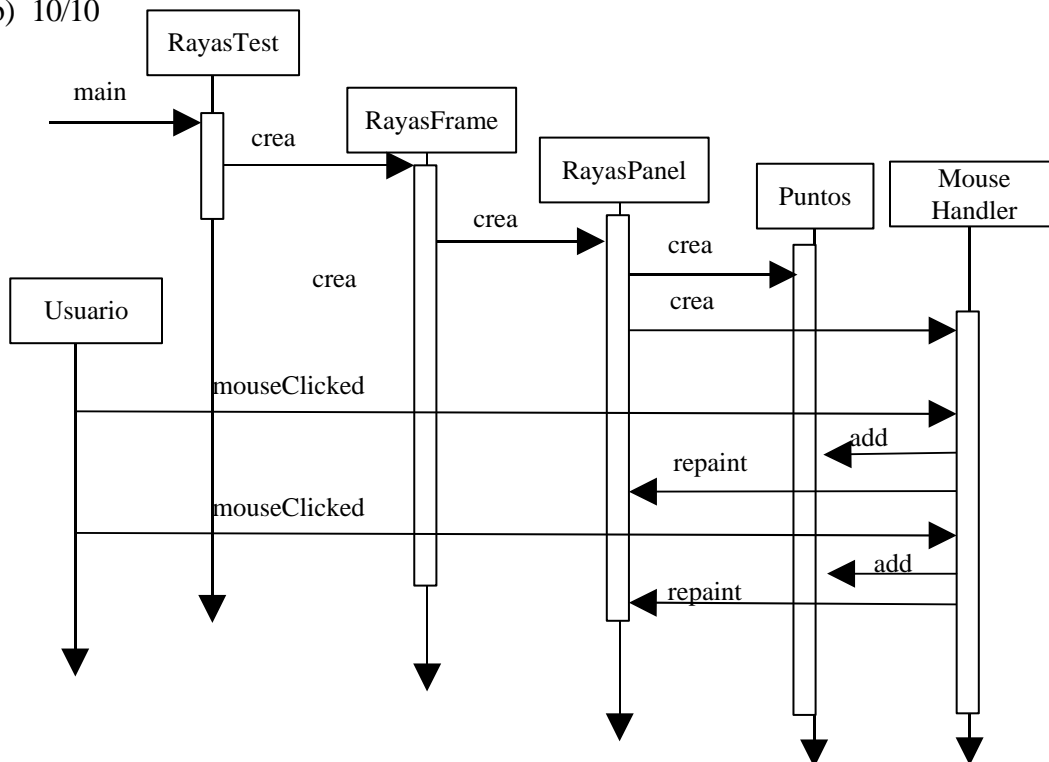 b) 10/10
RayasTest
main
RayasFrame
crea
RayasPanel
Mouse
Handler
Puntos
crea
crea
crea
crea
Usuario
mouseClicked
add
repaint
mouseClicked
add
repaint